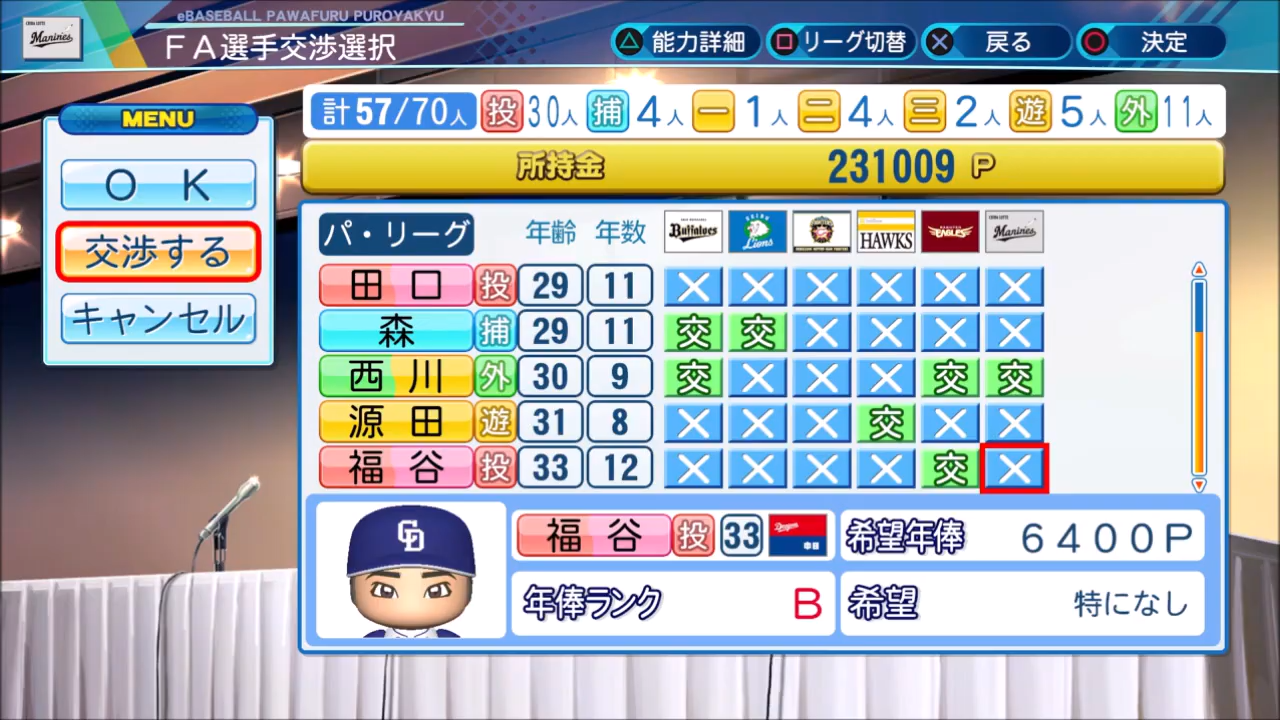 eBASEBALL PAWAFURU PUROYAKYU
Marines ＦＡ選手交渉選択 能力詳細 リーグ切替 戻る 決定
MENU
ＯＫ
交渉する
キャンセル
計57/70人 投30人 捕4人 一1人 二4人 三2人 遊5人 外11人
所持金 231009 P
パ・リーグ 年齢 年数 Buffaloes Lions HAWKS EAGLES Marines
田口 投 29 11
森 捕 29 11 交 交
西川 外 30 9 交 交 交
源田 遊 31 8 交
福谷 投 33 12 交
福谷 投 33 Dragons 中日 希望年俸 6400P
年俸ランク B 希望 特になし